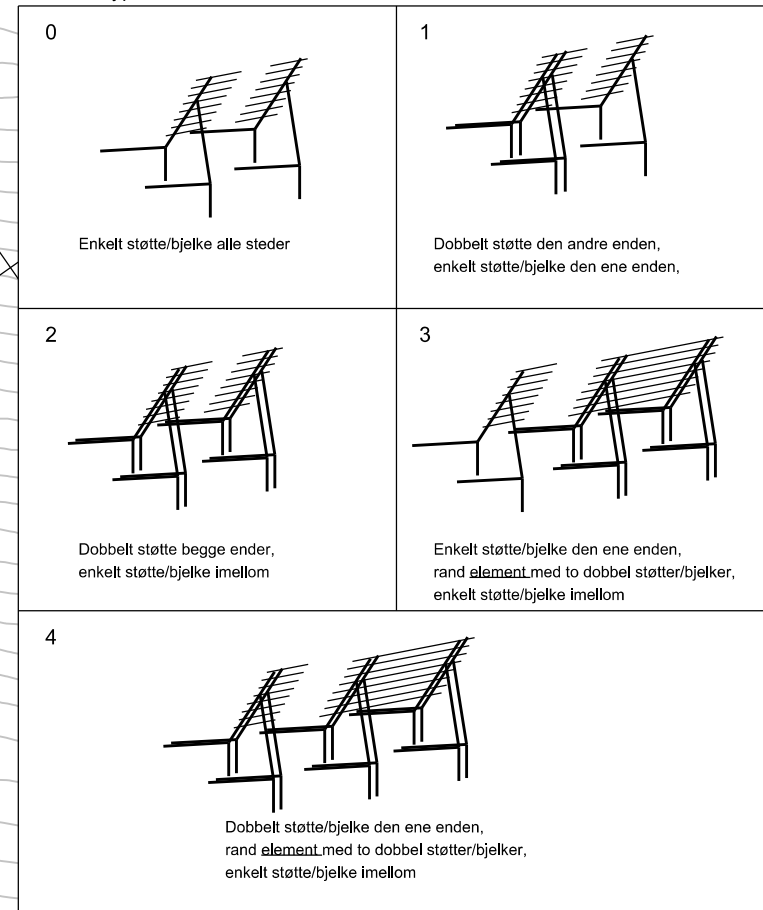 0
Enkelt støtte/bjelke alle steder
1
Dobbelt støtte den andre enden,
enkelt støtte/bjelke den ene enden,
2
Dobbelt støtte begge ender,
enkelt støtte/bjelke imellom
3
Enkelt støtte/bjelke den ene enden,
rand element med to dobbel støtter/bjelker,
enkelt støtte/bjelke imellom
4
Dobbelt støtte/bjelke den ene enden,
rand element med to dobbel støtter/bjelker,
enkelt støtte/bjelke imellom